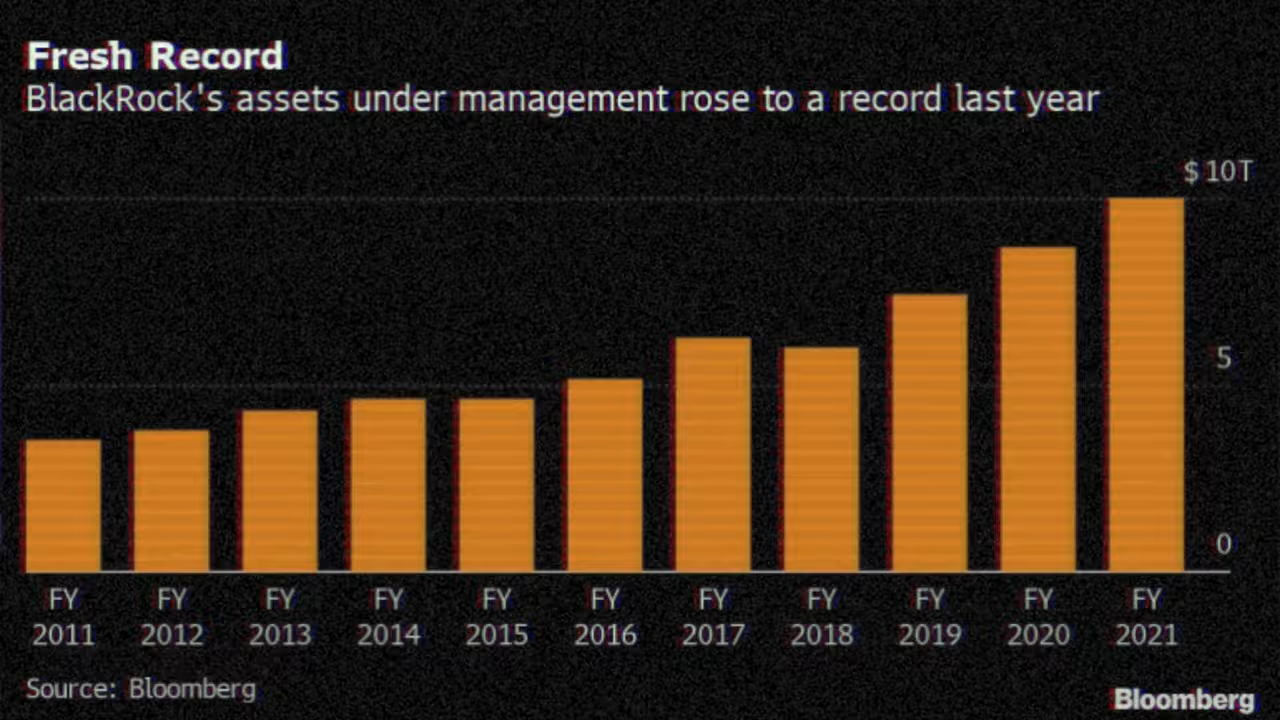 Fresh Record
BlackRock's assets under management rose to a record last year
$10T
5
0
FY FY FY FY FY FY FY FY FY FY FY
2011 2012 2013 2014 2015 2016 2017 2018 2019 2020 2021
Source: Bloomberg
Bloomberg